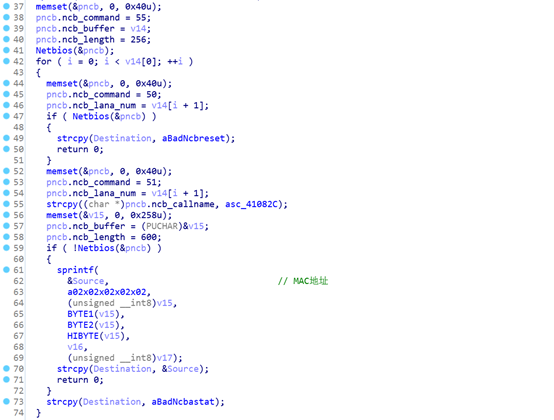 37 memset(&pncb, 0, 0x40u);
38 pncb.ncb_command = 55;
39 pncb.ncb_buffer = v14;
40 pncb.ncb_length = 256;
41 Netbios(&pncb);
42 for ( i = 0; i < v14[0]; ++i )
43 {
44 memset(&pncb, 0, 0x40u);
45 pncb.ncb_command = 50;
46 pncb.ncb_lana_num = v14[i + 1];
47 if ( Netbios(&pncb) )
48 {
49 strcpy(Destination, aBadNcbreset);
50 return 0;
51 }
52 memset(&pncb, 0, 0x40u);
53 pncb.ncb_command = 51;
54 pncb.ncb_lana_num = v14[i + 1];
55 strcpy((char *)pncb.ncb_callname, asc_41082C);
56 memset(&v15, 0, 0x258u);
57 pncb.ncb_buffer = (PUCHAR)&v15;
58 pncb.ncb_length = 600;
59 if ( !Netbios(&pncb) )
60 {
61 sprintf(
62 &Source, // MAC地址
63 a02x02x02x02x02,
64 (unsigned __int8)v15,
65 BYTE1(v15),
66 BYTE2(v15),
67 HIBYTE(v15),
68 v16,
69 (unsigned __int8)v17);
70 strcpy(Destination, &Source);
71 return 0;
72 }
73 strcpy(Destination, aBadNcbastat);
74 }